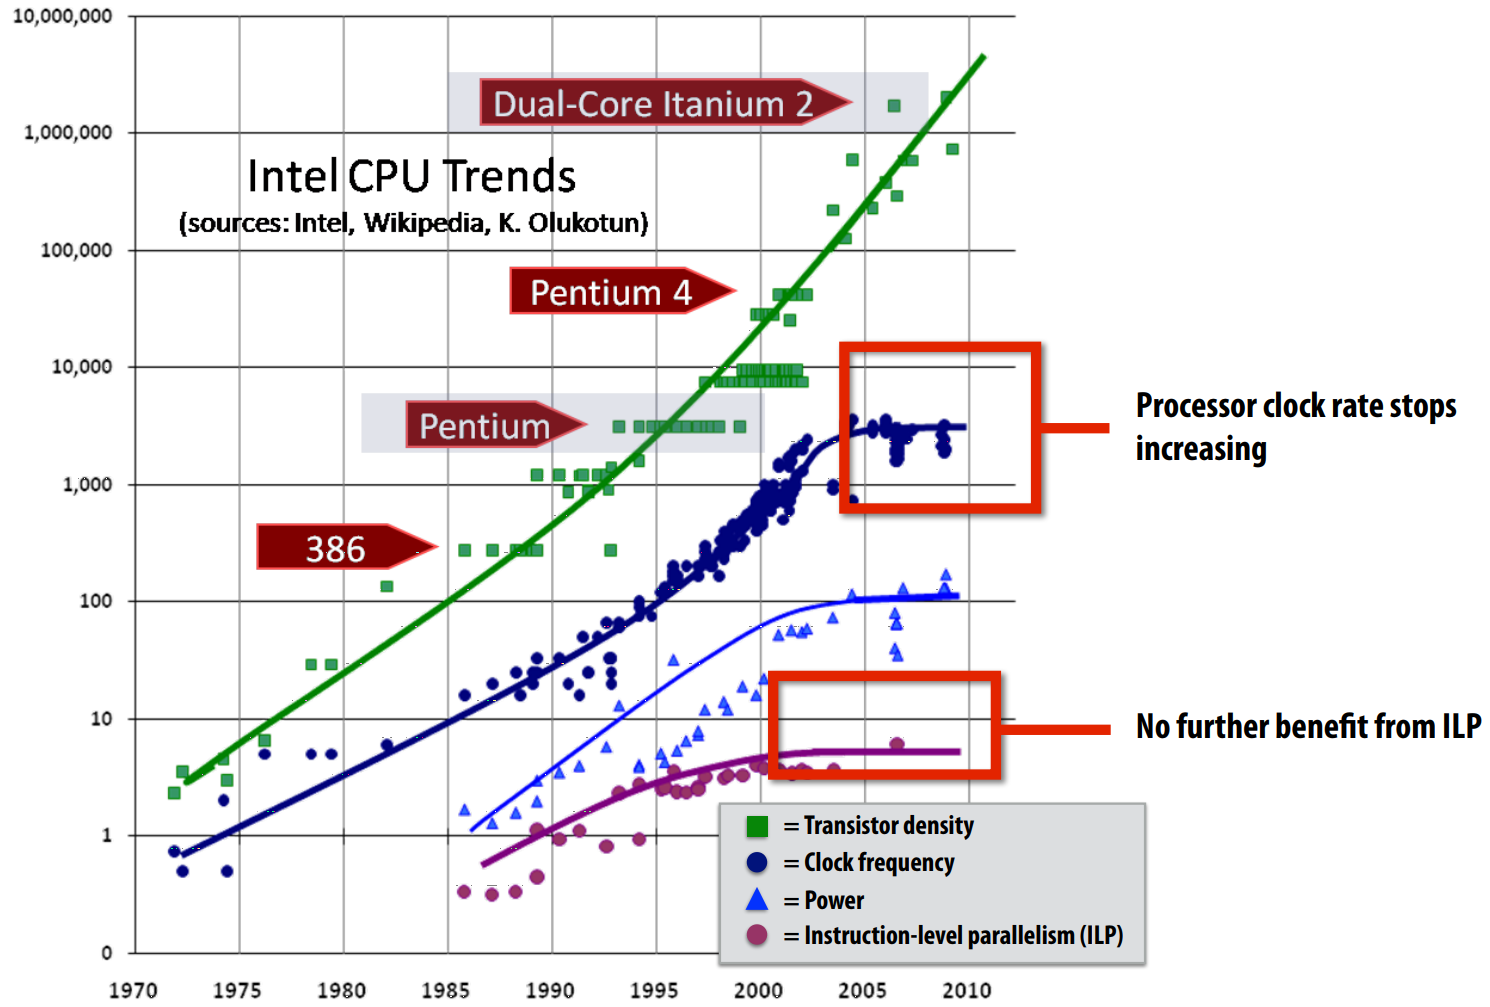 10,000,000
1,000,000
100,000
10,000
1,000
100
10
1
0
Dual-Core Itanium 2
Intel CPU Trends
(sources: Intel, Wikipedia, K. Olukotun)
Pentium 4
Pentium
386
Processor clock rate stops
increasing
No further benefit from ILP
= Transistor density
= Clock frequency
= Power
= Instruction-level parallelism (ILP)
1970 1975 1980 1985 1990 1995 2000 2005 2010